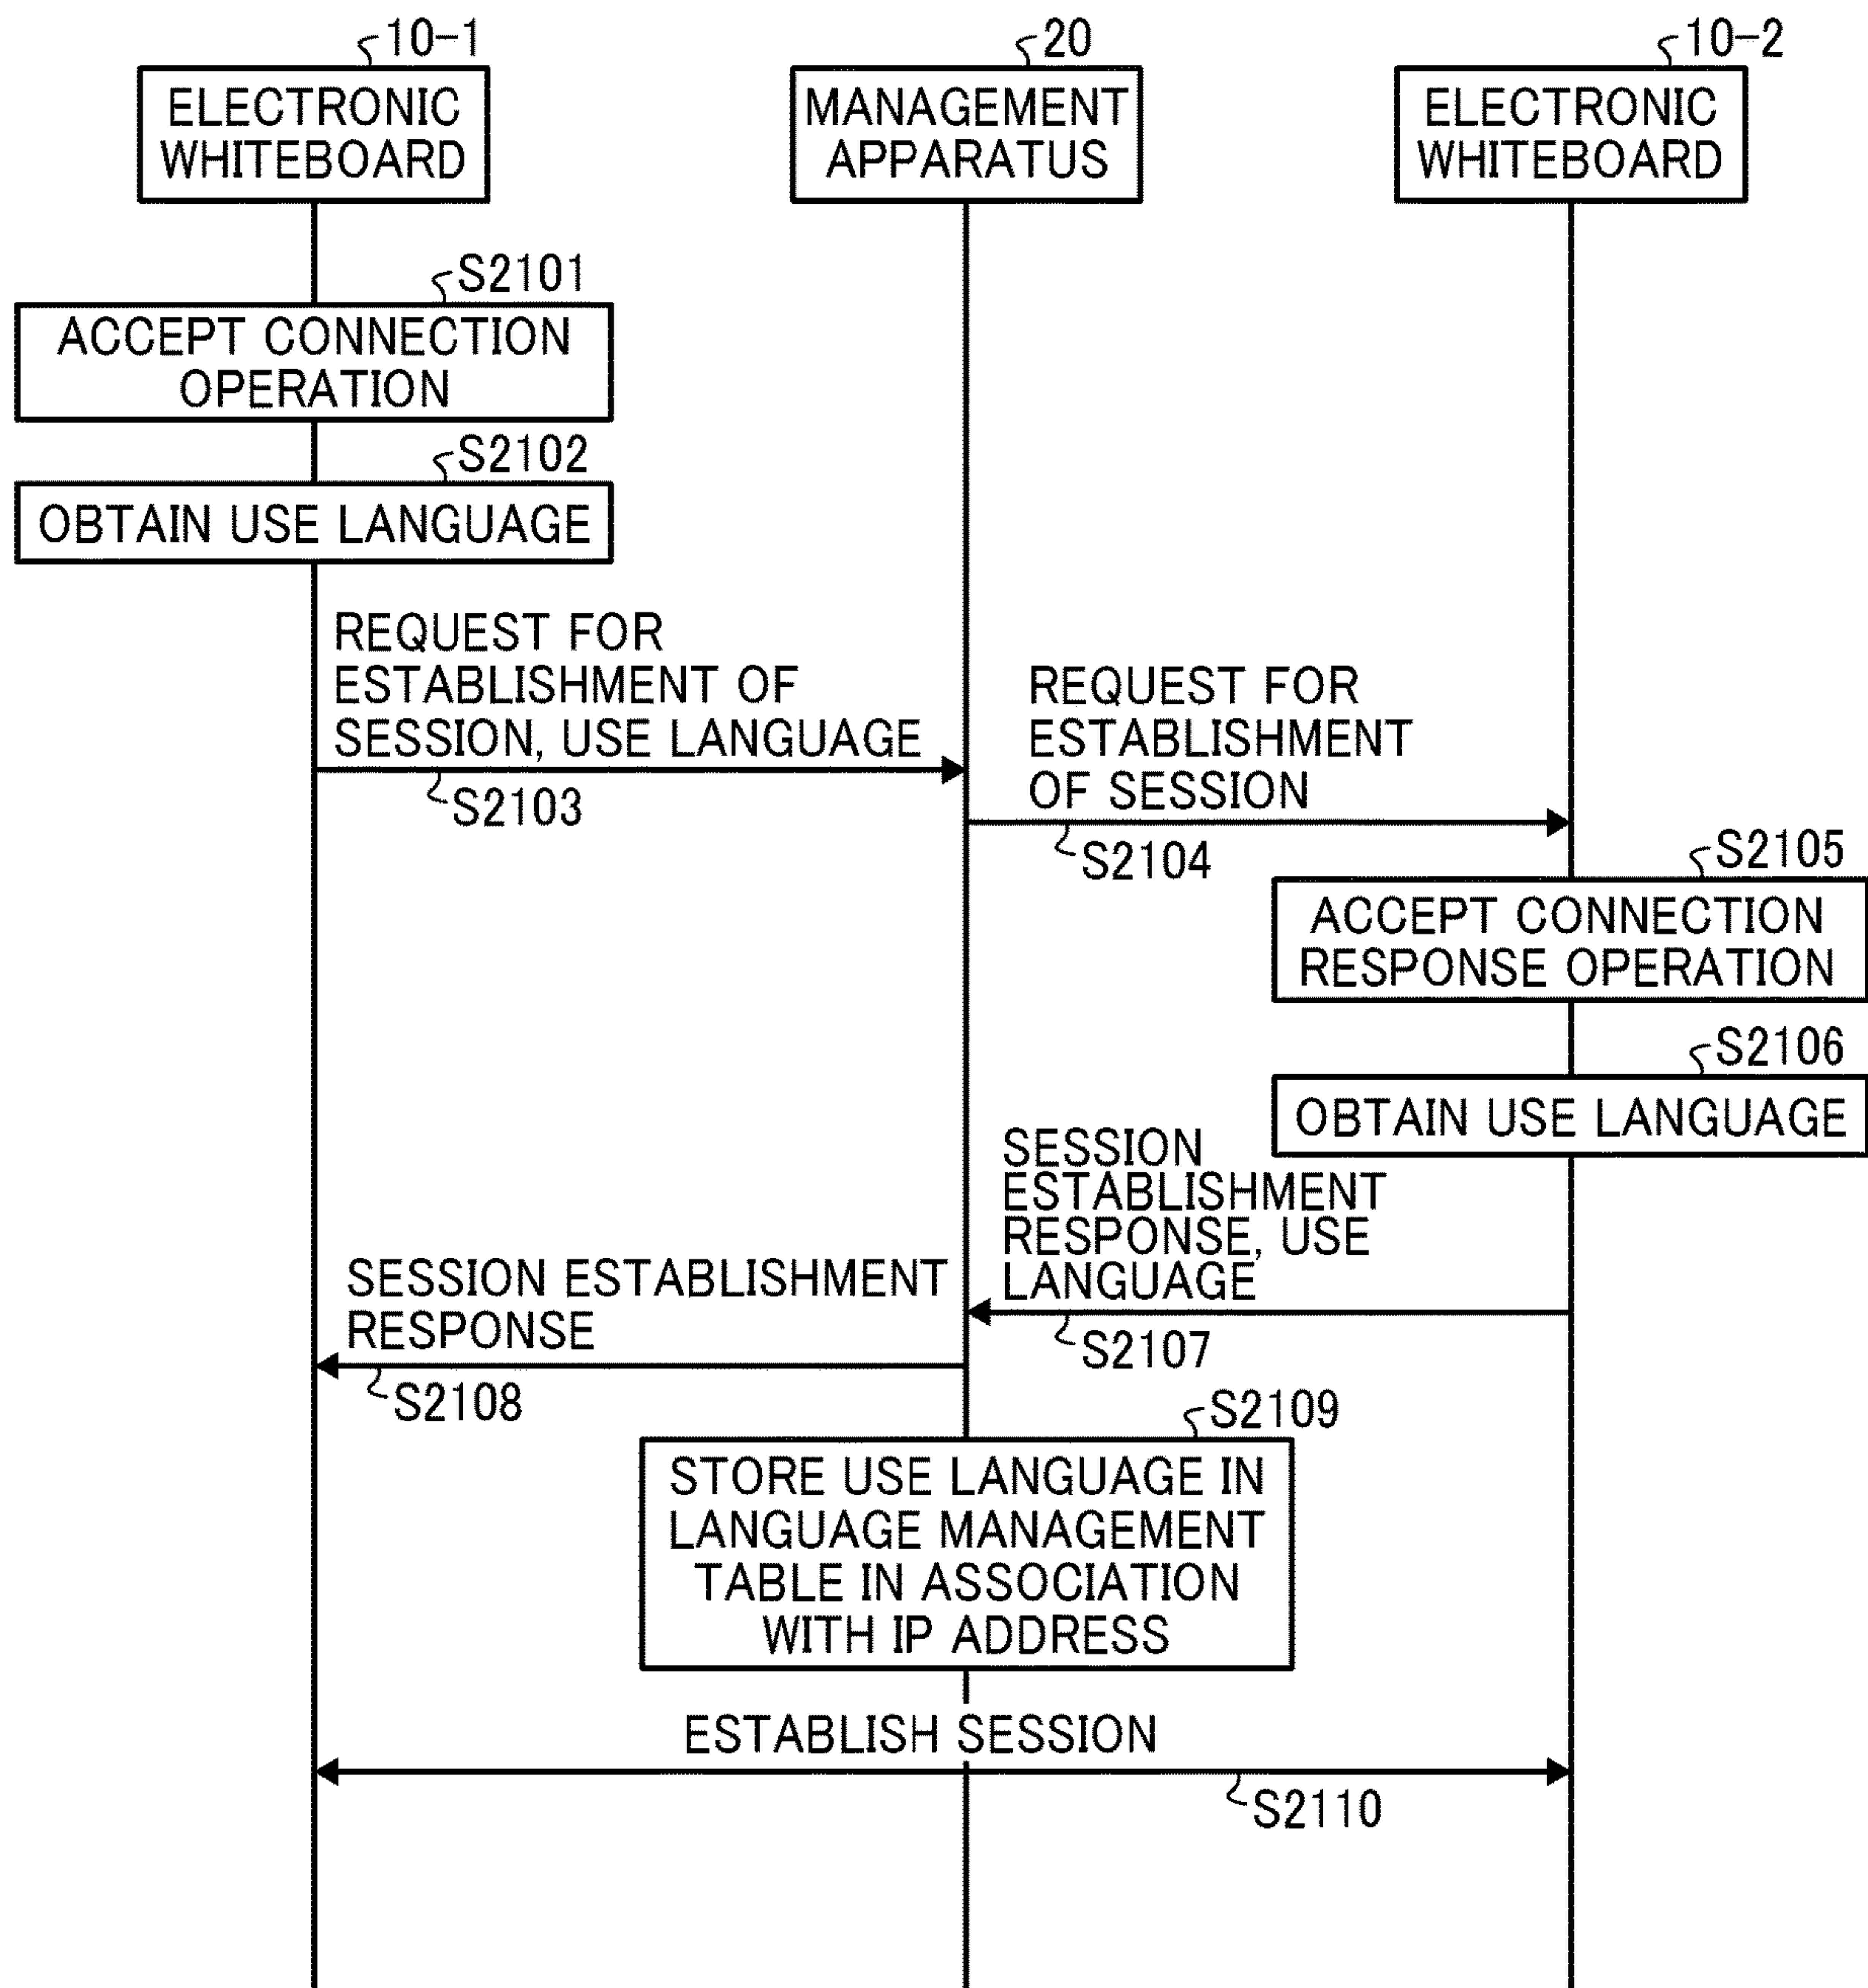 10-1
20
10-2
ELECTRONIC
WHITEBOARD
MANAGEMENT
APPARATUS
ELECTRONIC
WHITEBOARD
S2101
ACCEPT CONNECTION
OPERATION
S2102
OBTAIN USE LANGUAGE
REQUEST FOR
ESTABLISHMENT OF
SESSION, USE LANGUAGE
S2103
REQUEST FOR
ESTABLISHMENT
OF SESSION
S2104
S2105
ACCEPT CONNECTION
RESPONSE OPERATION
S2106
OBTAIN USE LANGUAGE
SESSION
ESTABLISHMENT
RESPONSE, USE
LANGUAGE
S2107
SESSION ESTABLISHMENT
RESPONSE
S2108
S2109
STORE USE LANGUAGE IN
LANGUAGE MANAGEMENT
TABLE IN ASSOCIATION
WITH IP ADDRESS
ESTABLISH SESSION
S2110